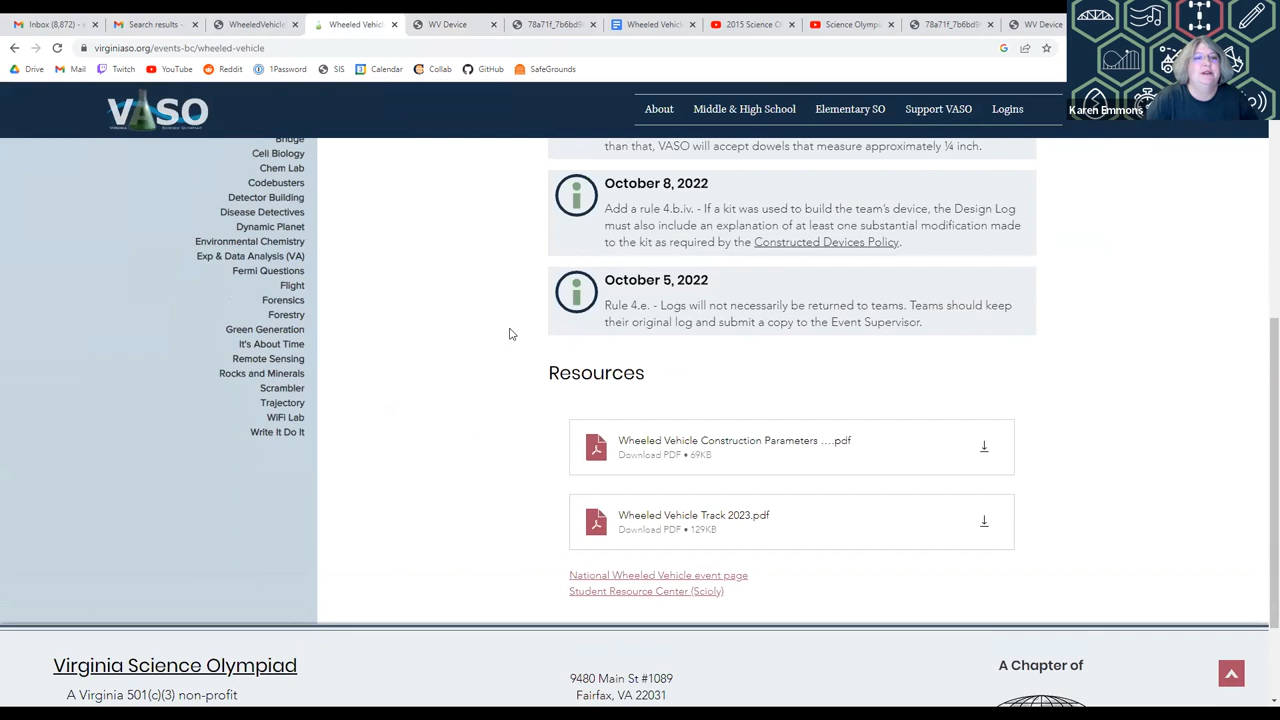 Inbox (8,872) -
Search results -
WheeledVehicle
Wheeled Vehicl
WV Device
78a71f_7b6bd9
Wheeled Vehicle
2015 Science O
Science Olymp
78a71f_7b6bd
WV Device
virginiaso.org/events-bc/wheeled-vehicle
Drive
Mail
Twitch
YouTube
Reddit
1Password
SIS
Calendar
Collab
GitHub
SafeGrounds
Karen Emmons
VASO
VIRGINIA SCIENCE OLYMPIAD
About
Middle & High School
Elementary SO
Support VASO
Logins
Bridge
Cell Biology
Chem Lab
Codebusters
Detector Building
Disease Detectives
Dynamic Planet
Environmental Chemistry
Exp & Data Analysis (VA)
Fermi Questions
Flight
Forensics
Forestry
Green Generation
It's About Time
Remote Sensing
Rocks and Minerals
Scrambler
Trajectory
WiFi Lab
Write It Do It
than that, VASO will accept dowels that measure approximately ¼ inch.
October 8, 2022
Add a rule 4.b.iv. - If a kit was used to build the team's device, the Design Log
must also include an explanation of at least one substantial modification made
to the kit as required by the Constructed Devices Policy.
October 5, 2022
Rule 4.e. - Logs will not necessarily be returned to teams. Teams should keep
their original log and submit a copy to the Event Supervisor.
Resources
Wheeled Vehicle Construction Parameters ....pdf
Download PDF • 69KB
Wheeled Vehicle Track 2023.pdf
Download PDF • 129KB
National Wheeled Vehicle event page
Student Resource Center (Scioly)
Virginia Science Olympiad
A Virginia 501(c)(3) non-profit
9480 Main St #1089
Fairfax, VA 22031
A Chapter of